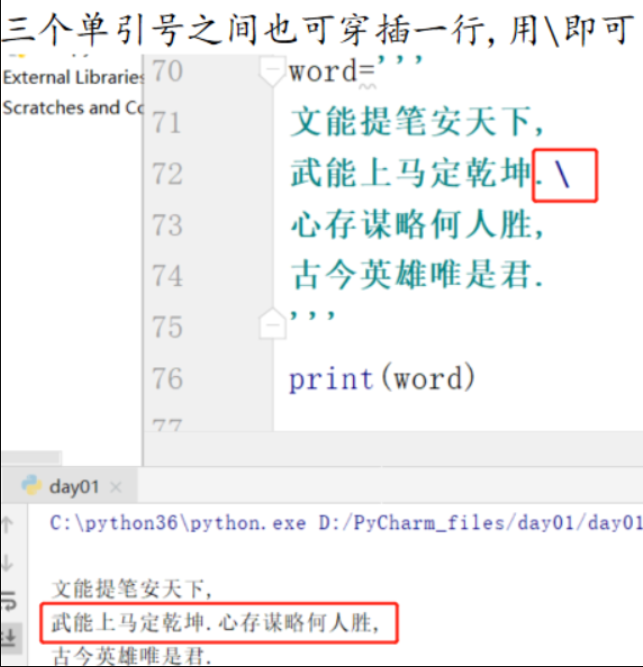 三个单引号之间也可穿插一行,用\即可
External Libraries
Scratches and Co
70 word='''
71 文能提笔安天下,
72 武能上马定乾坤.\
73 心存谋略何人胜,
74 古今英雄唯是君.
75 '''
76 print(word)
77
day01
C:\python36\python.exe D:/PyCharm_files/day01/day01
文能提笔安天下,
武能上马定乾坤.心存谋略何人胜,
古今英雄唯是君.